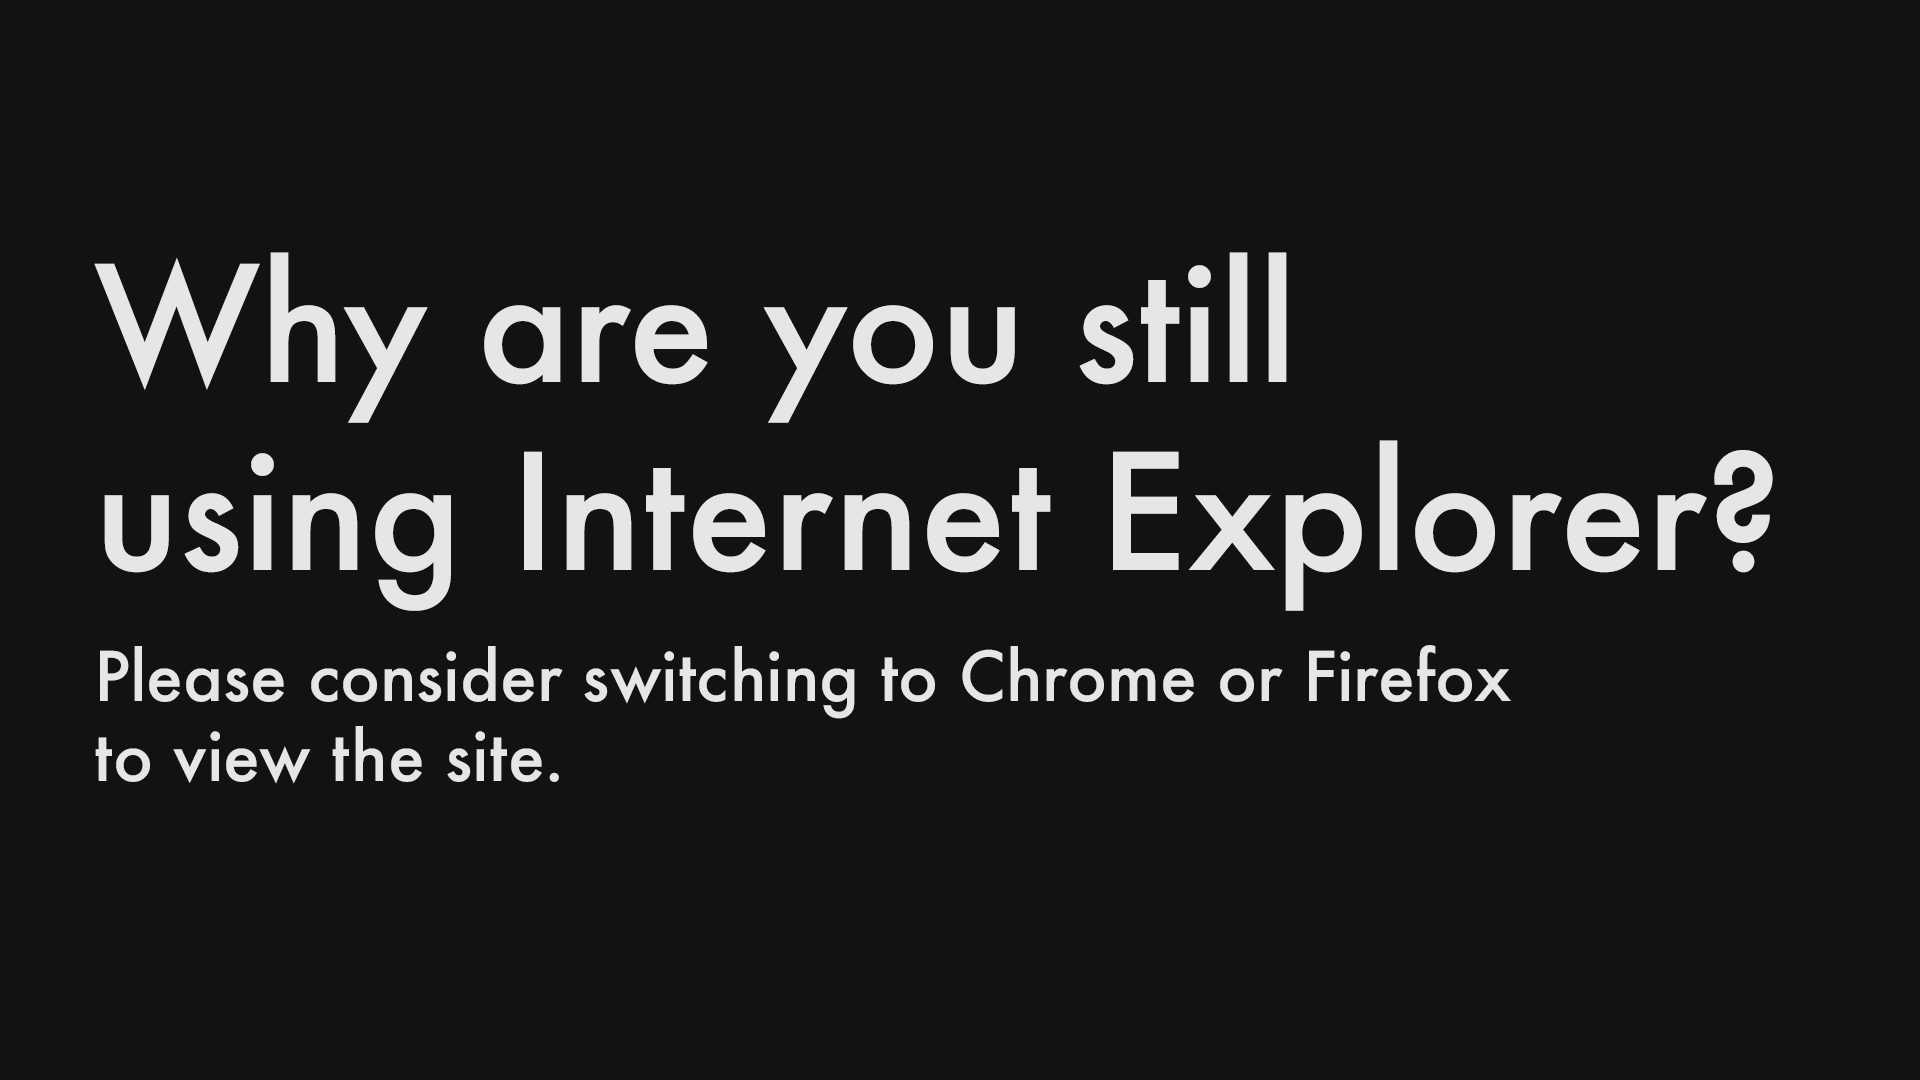 Why are you still
using Internet Explorer?
Please consider switching to Chrome or Firefox
to view the site.